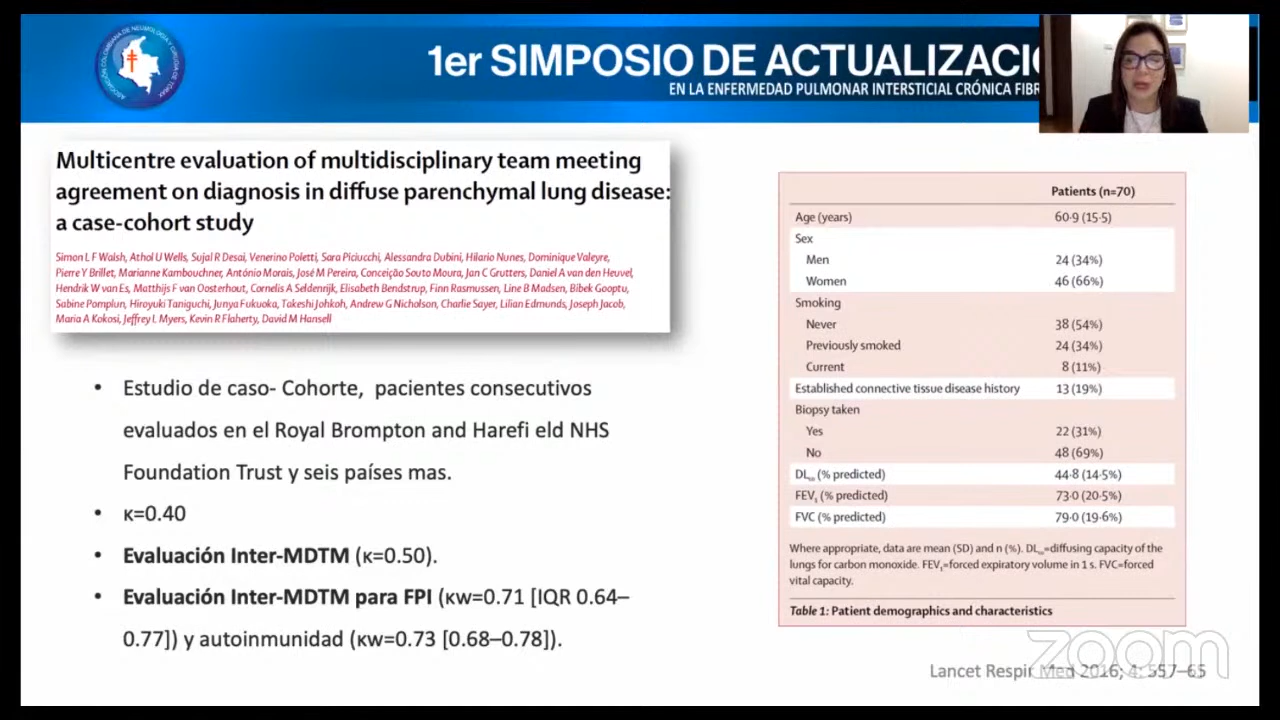 ASOCIACIÓN COLOMBIANA DE NEUMOLOGÍA Y CIRUGÍA DE TÓRAX
1er SIMPOSIO DE ACTUALIZACIÓ
EN LA ENFERMEDAD PULMONAR INTERSTICIAL CRÓNICA FIBR
Multicentre evaluation of multidisciplinary team meeting
agreement on diagnosis in diffuse parenchymal lung disease:
a case-cohort study
Simon L F Walsh, Athol U Wells, Sujal R Desai, Venerino Poletti, Sara Piciucchi, Alessandra Dubini, Hilario Nunes, Dominique Valeyre,
Pierre Y Brillet, Marianne Kambouchner, António Morais, José M Pereira, Conceição Souto Moura, Jan C Grutters, Daniel A van den Heuvel,
Hendrik W van Es, Matthijs F van Oosterhout, Cornelis A Seldenrijk, Elisabeth Bendstrup, Finn Rasmussen, Line B Madsen, Bibek Gooptu,
Sabine Pomplun, Hiroyuki Taniguchi, Junya Fukuoka, Takeshi Johkoh, Andrew G Nicholson, Charlie Sayer, Lilian Edmunds, Joseph Jacob,
Maria A Kokosi, Jeffrey L Myers, Kevin R Flaherty, David M Hansell
• Estudio de caso- Cohorte, pacientes consecutivos
evaluados en el Royal Brompton and Harefi eld NHS
Foundation Trust y seis países mas.
• κ=0.40
• Evaluación Inter-MDTM (κ=0.50).
• Evaluación Inter-MDTM para FPI (κw=0.71 [IQR 0.64–
0.77]) y autoinmunidad (κw=0.73 [0.68–0.78]).
Patients (n=70)
Age (years) 60·9 (15·5)
Sex
Men 24 (34%)
Women 46 (66%)
Smoking
Never 38 (54%)
Previously smoked 24 (34%)
Current 8 (11%)
Established connective tissue disease history 13 (19%)
Biopsy taken
Yes 22 (31%)
No 48 (69%)
DLco (% predicted) 44·8 (14·5%)
FEV1 (% predicted) 73·0 (20·5%)
FVC (% predicted) 79·0 (19·6%)
Where appropriate, data are mean (SD) and n (%). DLco=diffusing capacity of the
lungs for carbon monoxide. FEV1=forced expiratory volume in 1 s. FVC=forced
vital capacity.
Table 1: Patient demographics and characteristics
zoom
Lancet Respir Med 2016; 4: 557–65